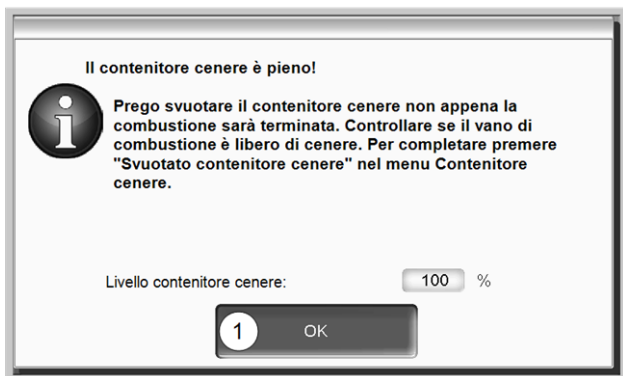 Il contenitore cenere è pieno!
Prego svuotare il contenitore cenere non appena la
combustione sarà terminata. Controllare se il vano di
combustione è libero di cenere. Per completare premere
"Svuotato contenitore cenere" nel menu Contenitore
cenere.
Livello contenitore cenere: 100 %
1 OK